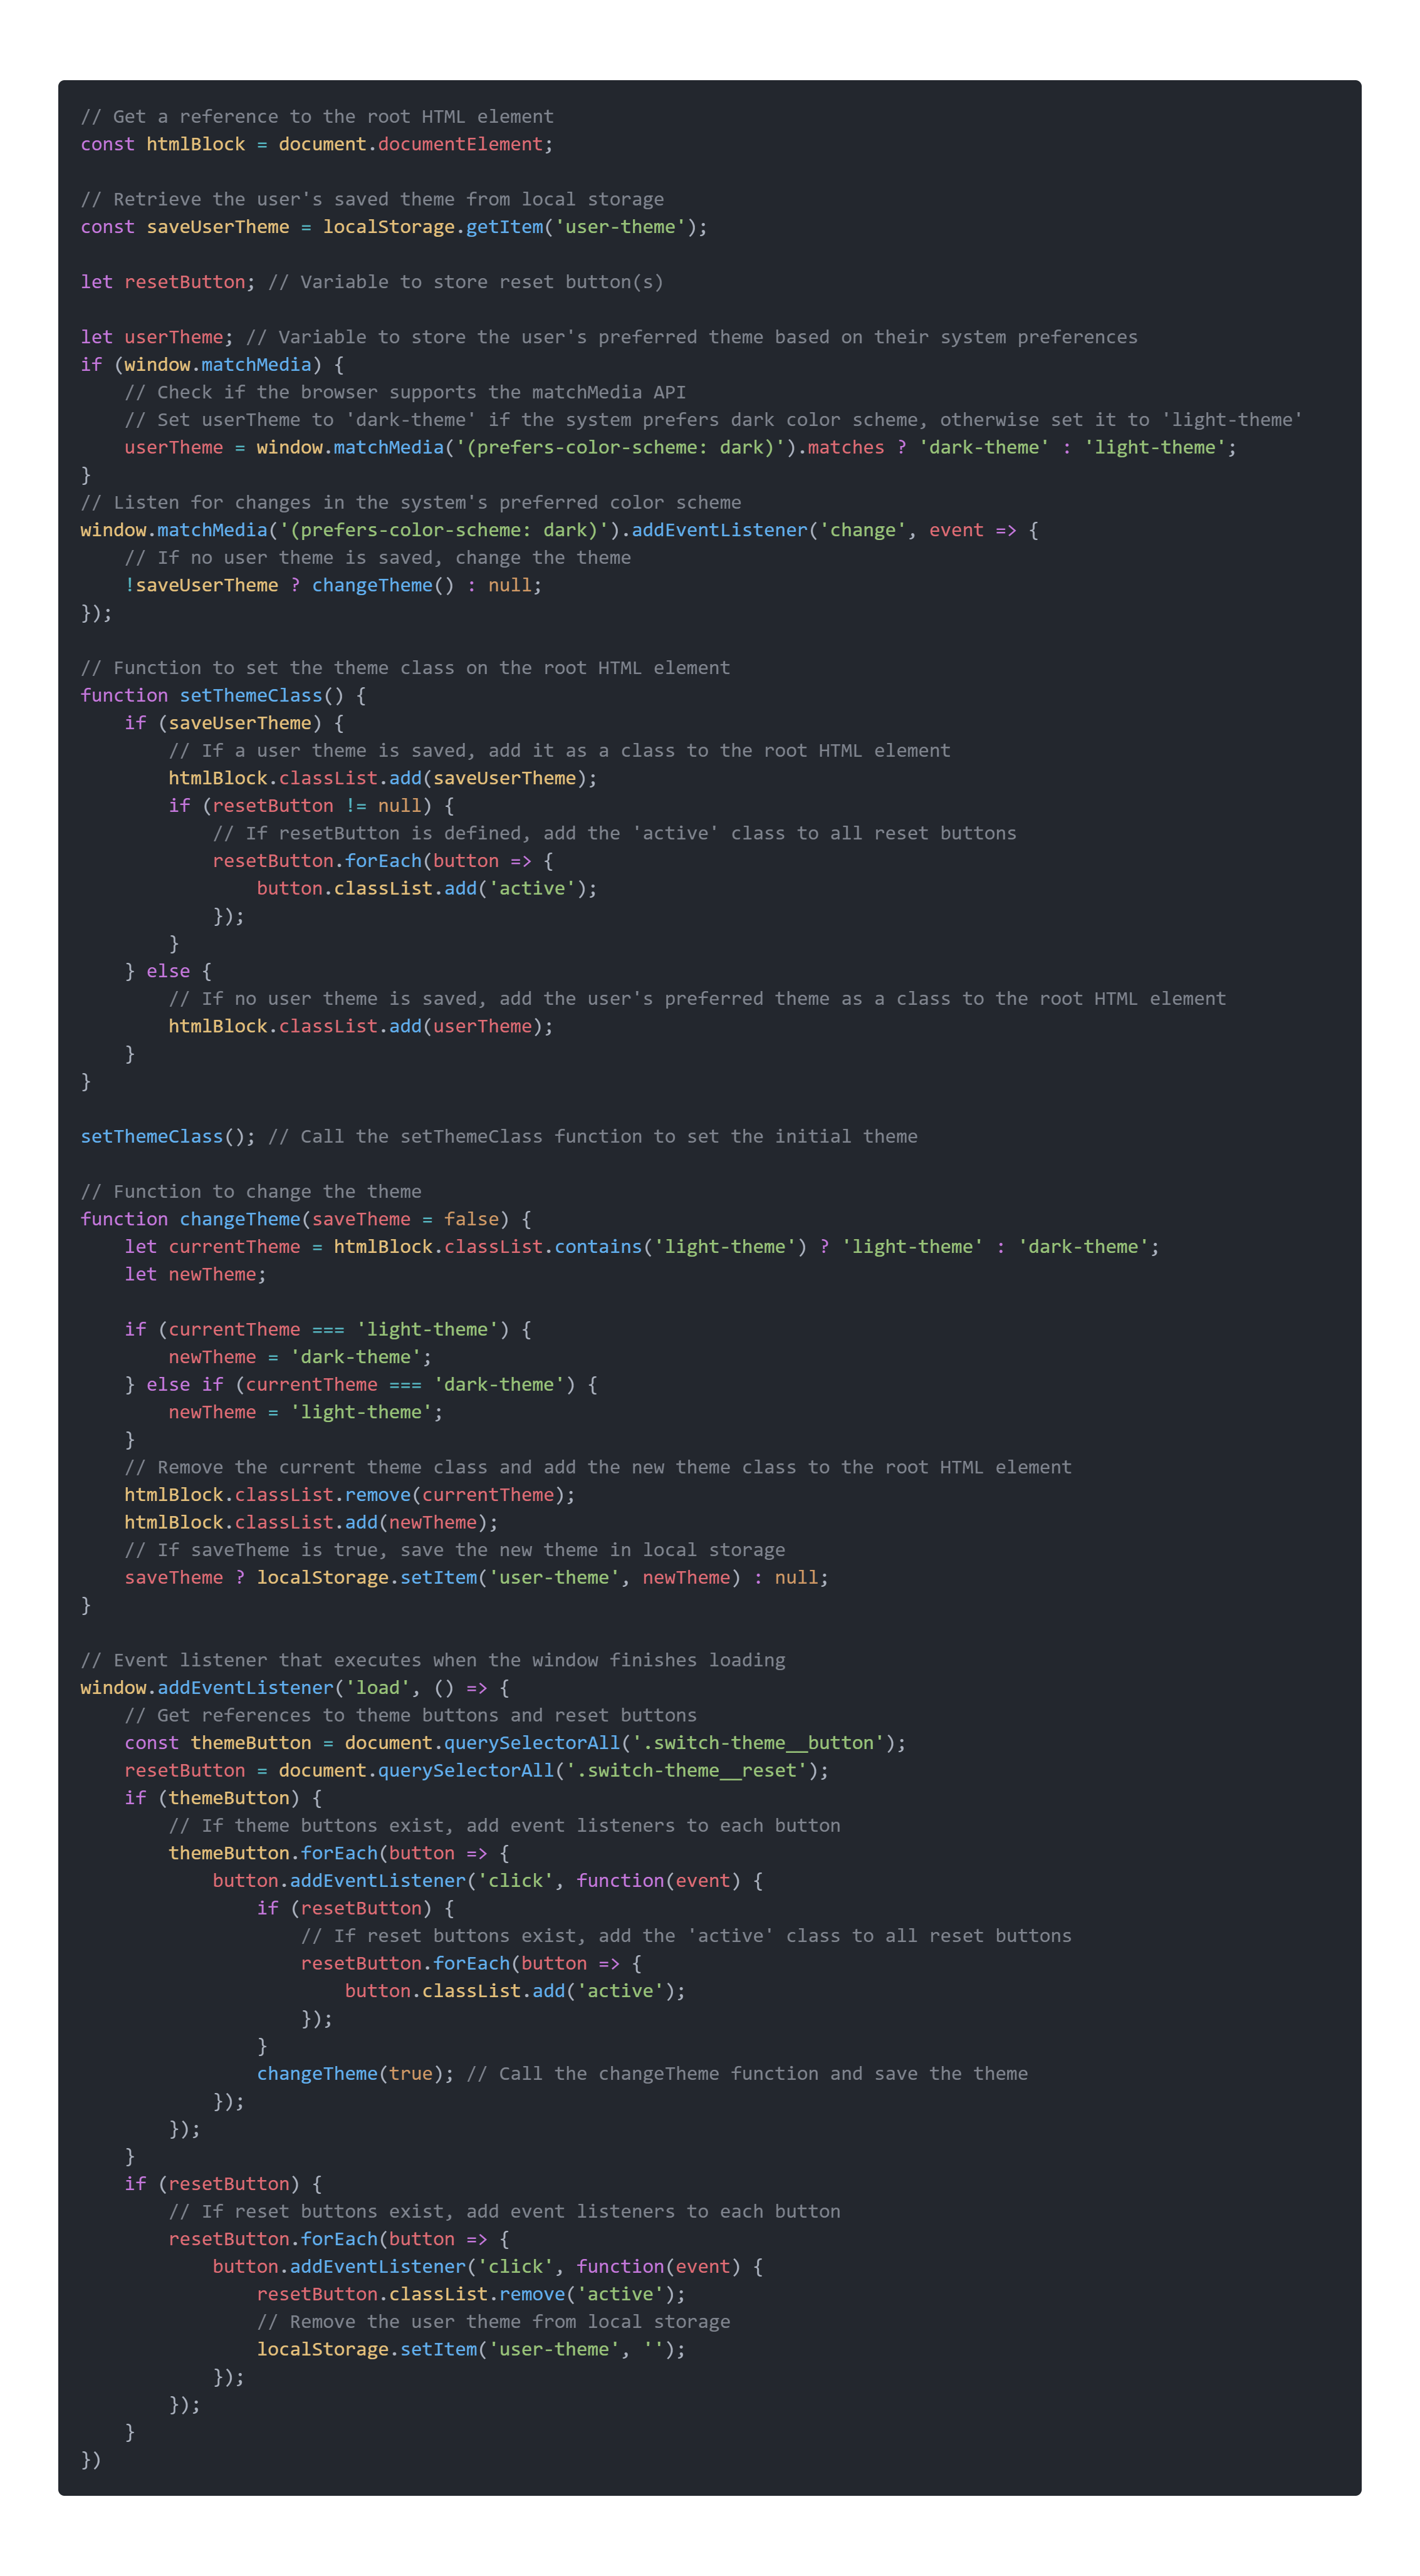 // Get a reference to the root HTML element
const htmlBlock = document.documentElement;

// Retrieve the user's saved theme from local storage
const saveUserTheme = localStorage.getItem('user-theme');

let resetButton; // Variable to store reset button(s)

let userTheme; // Variable to store the user's preferred theme based on their system preferences
if (window.matchMedia) {
    // Check if the browser supports the matchMedia API
    // Set userTheme to 'dark-theme' if the system prefers dark color scheme, otherwise set it to 'light-theme'
    userTheme = window.matchMedia('(prefers-color-scheme: dark)').matches ? 'dark-theme' : 'light-theme';
}
// Listen for changes in the system's preferred color scheme
window.matchMedia('(prefers-color-scheme: dark)').addEventListener('change', event => {
    // If no user theme is saved, change the theme
    !saveUserTheme ? changeTheme() : null;
});

// Function to set the theme class on the root HTML element
function setThemeClass() {
    if (saveUserTheme) {
        // If a user theme is saved, add it as a class to the root HTML element
        htmlBlock.classList.add(saveUserTheme);
        if (resetButton != null) {
            // If resetButton is defined, add the 'active' class to all reset buttons
            resetButton.forEach(button => {
                button.classList.add('active');
            });
        }
    } else {
        // If no user theme is saved, add the user's preferred theme as a class to the root HTML element
        htmlBlock.classList.add(userTheme);
    }
}

setThemeClass(); // Call the setThemeClass function to set the initial theme

// Function to change the theme
function changeTheme(saveTheme = false) {
    let currentTheme = htmlBlock.classList.contains('light-theme') ? 'light-theme' : 'dark-theme';
    let newTheme;

    if (currentTheme === 'light-theme') {
        newTheme = 'dark-theme';
    } else if (currentTheme === 'dark-theme') {
        newTheme = 'light-theme';
    }
    // Remove the current theme class and add the new theme class to the root HTML element
    htmlBlock.classList.remove(currentTheme);
    htmlBlock.classList.add(newTheme);
    // If saveTheme is true, save the new theme in local storage
    saveTheme ? localStorage.setItem('user-theme', newTheme) : null;
}

// Event listener that executes when the window finishes loading
window.addEventListener('load', () => {
    // Get references to theme buttons and reset buttons
    const themeButton = document.querySelectorAll('.switch-theme__button');
    resetButton = document.querySelectorAll('.switch-theme__reset');
    if (themeButton) {
        // If theme buttons exist, add event listeners to each button
        themeButton.forEach(button => {
            button.addEventListener('click', function(event) {
                if (resetButton) {
                    // If reset buttons exist, add the 'active' class to all reset buttons
                    resetButton.forEach(button => {
                        button.classList.add('active');
                    });
                }
                changeTheme(true); // Call the changeTheme function and save the theme
            });
        });
    }
    if (resetButton) {
        // If reset buttons exist, add event listeners to each button
        resetButton.forEach(button => {
            button.addEventListener('click', function(event) {
                resetButton.classList.remove('active');
                // Remove the user theme from local storage
                localStorage.setItem('user-theme', '');
            });
        });
    }
})